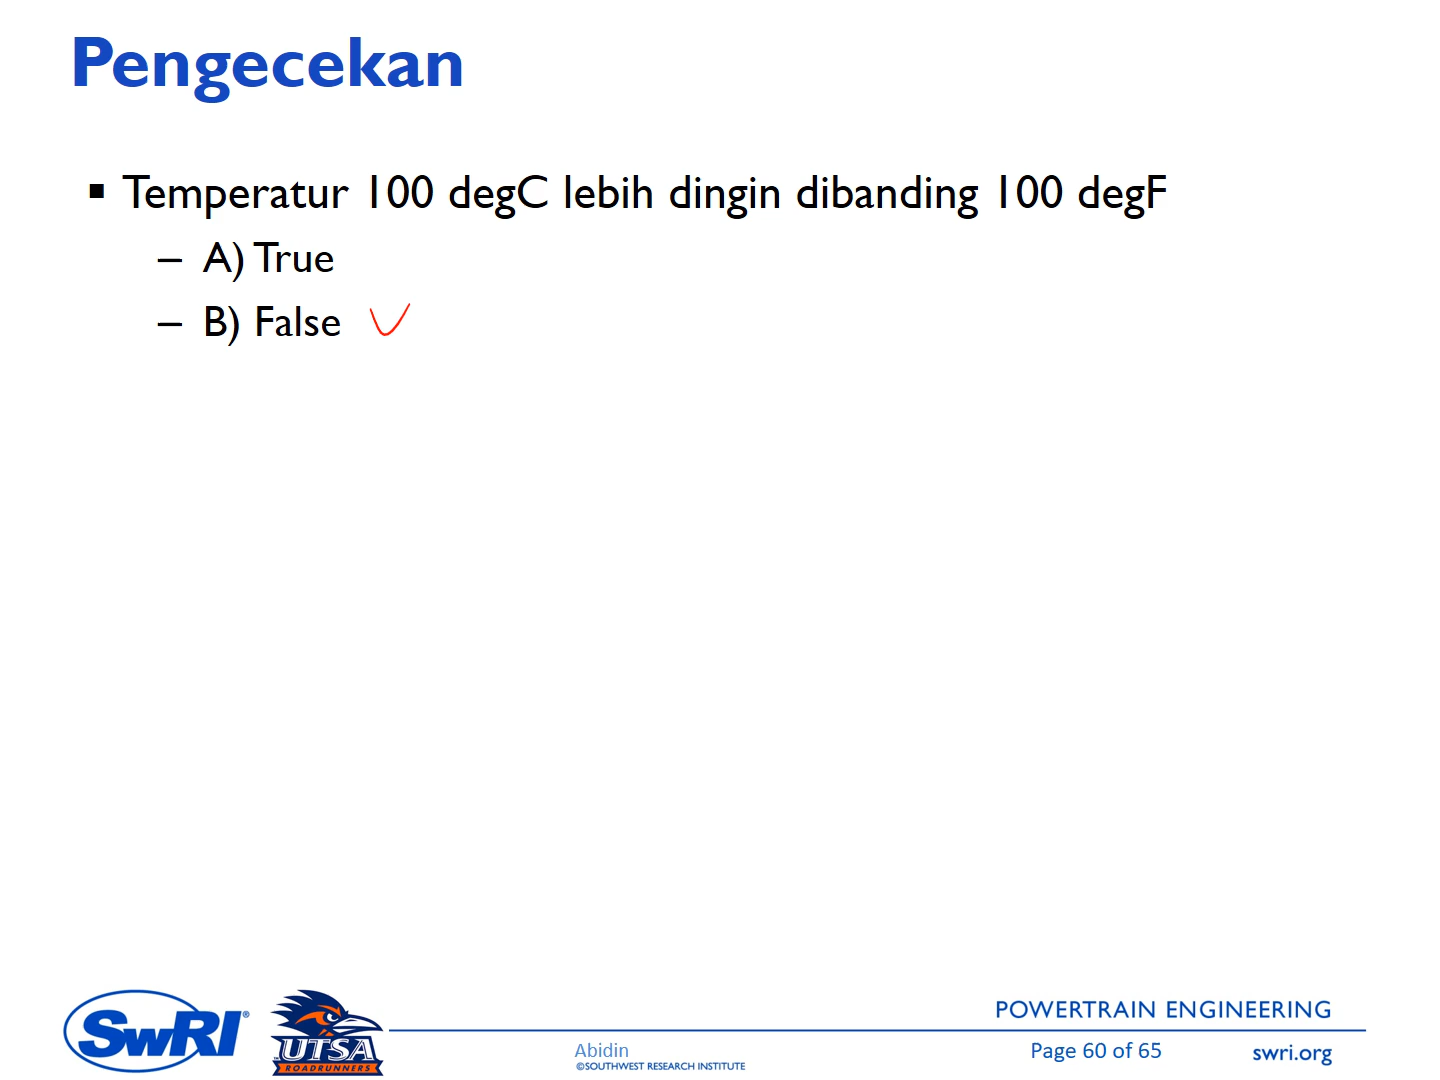 Pengecekan
▪ Temperatur 100 degC lebih dingin dibanding 100 degF
– A) True
– B) False
SwRI®
UTSA
ROADRUNNERS
POWERTRAIN ENGINEERING
Abidin
©SOUTHWEST RESEARCH INSTITUTE
Page 60 of 65
swri.org